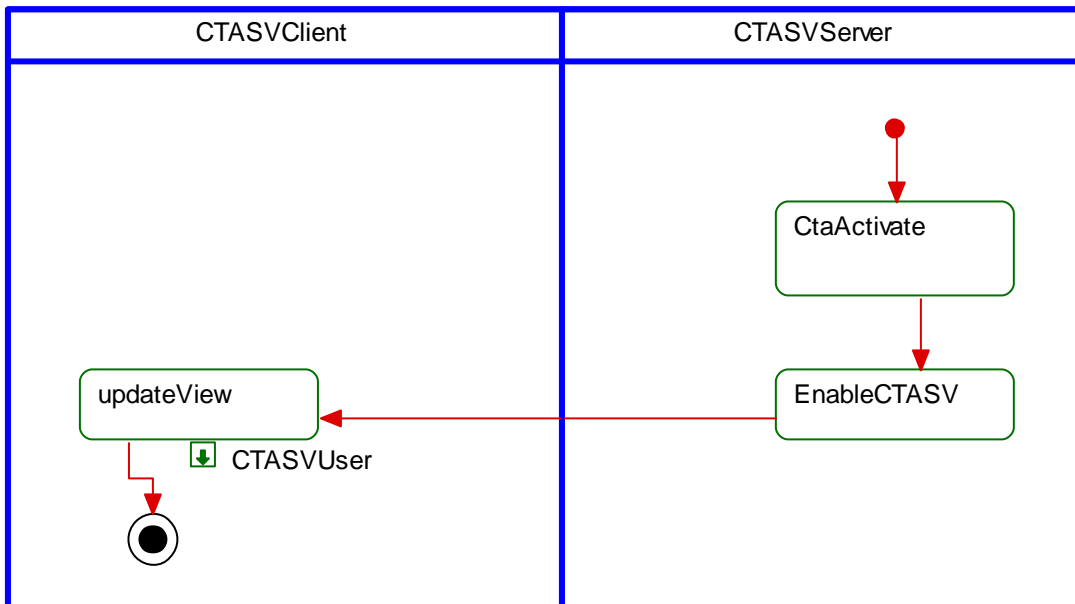 CTASVClient
CTASVServer
CtaActivate
updateView
EnableCTASV
CTASVUser